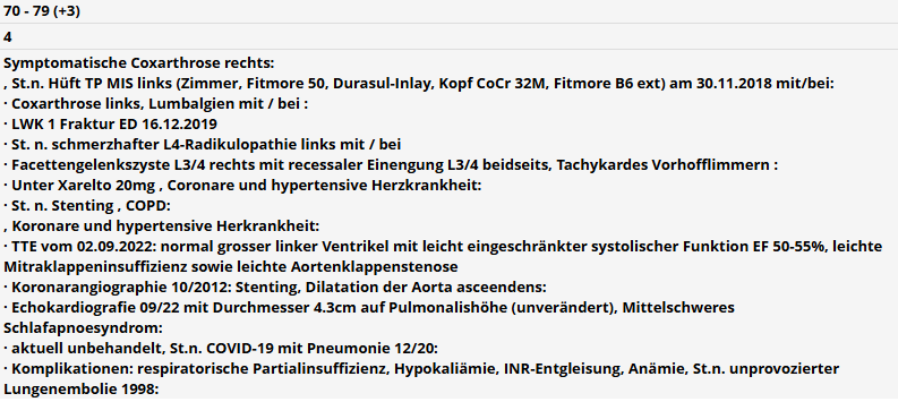 70 - 79 (+3)
4
Symptomatische Coxarthrose rechts:
, St.n. Hüft TP MIS links (Zimmer, Fitmore 50, Durasul-Inlay, Kopf CoCr 32M, Fitmore B6 ext) am 30.11.2018 mit/bei:
· Coxarthrose links, Lumbalgien mit / bei :
· LWK 1 Fraktur ED 16.12.2019
· St. n. schmerzhafter L4-Radikulopathie links mit / bei
· Facettengelenkszyste L3/4 rechts mit recessaler Einengung L3/4 beidseits, Tachykardes Vorhofflimmern :
· Unter Xarelto 20mg , Coronare und hypertensive Herzkrankheit:
· St. n. Stenting , COPD:
, Koronare und hypertensive Herkrankheit:
· TTE vom 02.09.2022: normal grosser linker Ventrikel mit leicht eingeschränkter systolischer Funktion EF 50-55%, leichte
Mitraklappeninsuffizienz sowie leichte Aortenklappenstenose
· Koronarangiographie 10/2012: Stenting, Dilatation der Aorta asceendens:
· Echokardiografie 09/22 mit Durchmesser 4.3cm auf Pulmonalishöhe (unverändert), Mittelschweres
Schlafapnoesyndrom:
· aktuell unbehandelt, St.n. COVID-19 mit Pneumonie 12/20:
· Komplikationen: respiratorische Partialinsuffizienz, Hypokaliämie, INR-Entgleisung, Anämie, St.n. unprovozierter
Lungenembolie 1998: